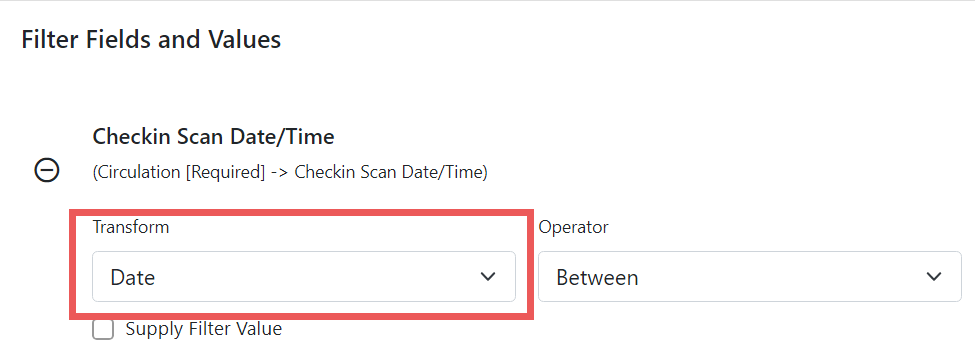 Filter Fields and Values
Checkin Scan Date/Time
(Circulation [Required] -> Checkin Scan Date/Time)
Transform
Operator
Date
Between
Supply Filter Value